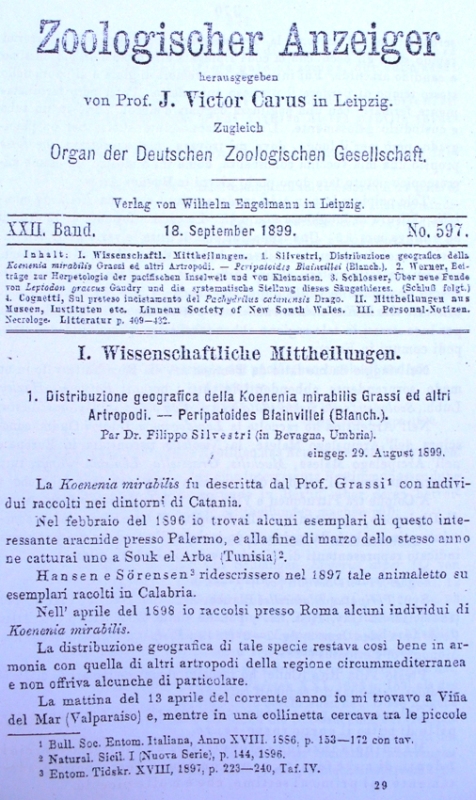 Zoologischer Anzeiger
herausgegeben
von Prof. J. Victor Carus in Leipzig.
Zugleich
Organ der Deutschen Zoologischen Gesellschaft.
Verlag von Wilhelm Engelmann in Leipzig.
XXII. Band. 18. September 1899. No. 597.
Inhalt: I. Wissenschaftl. Mittheilungen. 1. Silvestri, Distribuzione geografica della
Koenenia mirabilis Grassi ed altri Artropodi. — Peripatoides Blainvillei (Blanch.). 2. Werner, Bei-
träge zur Herpetologie der pacifischen Inselwelt und von Kleinasien. 3. Schlosser, Über neue Funde
von Leptodon graecus Gaudry und die systematische Stellung dieses Säugethieres. (Schluß folgt.)
4. Cognetti, Sul preteso incistamento del Pachydrilus catanensis Drago. II. Mittheilungen aus
Museen, Instituten etc. Linnean Society of New South Wales. III. Personal-Notizen.
Necrologe. Litteratur p. 409—432.
I. Wissenschaftliche Mittheilungen.
1. Distribuzione geografica della Koenenia mirabilis Grassi ed altri
Artropodi. — Peripatoides Blainvillei (Blanch.).
Par Dr. Filippo Silvestri (in Bevagna, Umbria).
eingeg. 29. August 1899.
La Koenenia mirabilis fu descritta dal Prof. Grassi¹ con indivi-
dui raccolti nei dintorni di Catania.
Nel febbraio del 1896 io trovai alcuni esemplari di questo inte-
ressante aracnide presso Palermo, e alla fine di marzo dello stesso anno
ne catturai uno a Souk el Arba (Tunisia)².
Hansen e Sörensen³ ridescrissero nel 1897 tale animaletto su
esemplari racolti in Calabria.
Nell' aprile del 1898 io raccolsi presso Roma alcuni individui di
Koenenia mirabilis.
La distribuzione geografica di tale specie restava cosi bene in ar-
monia con quella di altri artropodi della regione circummediterranea
e non offriva alcunche di particolare.
La mattina del 13 aprile del corrente anno io mi trovavo a Viña
del Mar (Valparaiso) e, mentre in una collinetta cercava tra le piccole
1 Bull. Soc. Entom. Italiana, Anno XVIII. 1886, p. 153—172 con tav.
2 Natural. Sicil. I (Nuova Serie), p. 144, 1896.
3 Entom. Tidskr. XVIII, 1897, p. 223—240, Taf. IV.
29